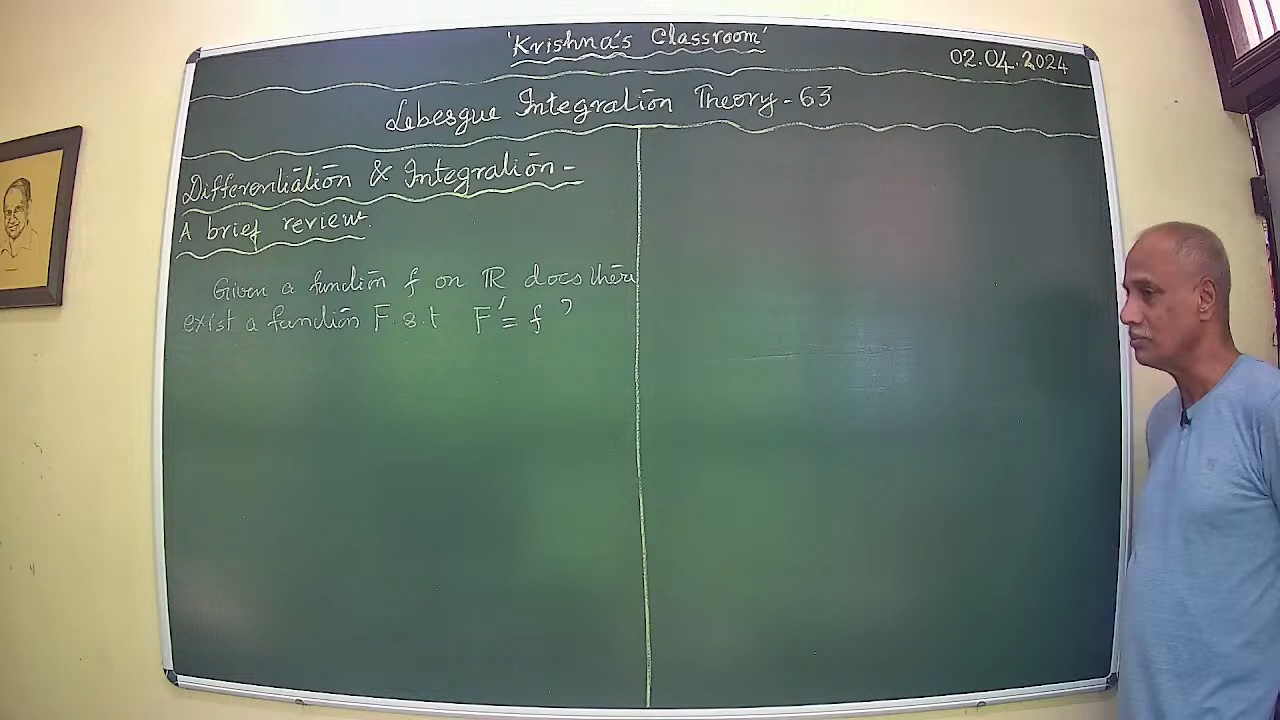 'Krishna's Classroom'
02.04.2024
Lebesgue Integration Theory - 63
Differentiation & Integration -
A brief review.
Given a function f on ℝ does there
exist a function F s.t F' = f ?